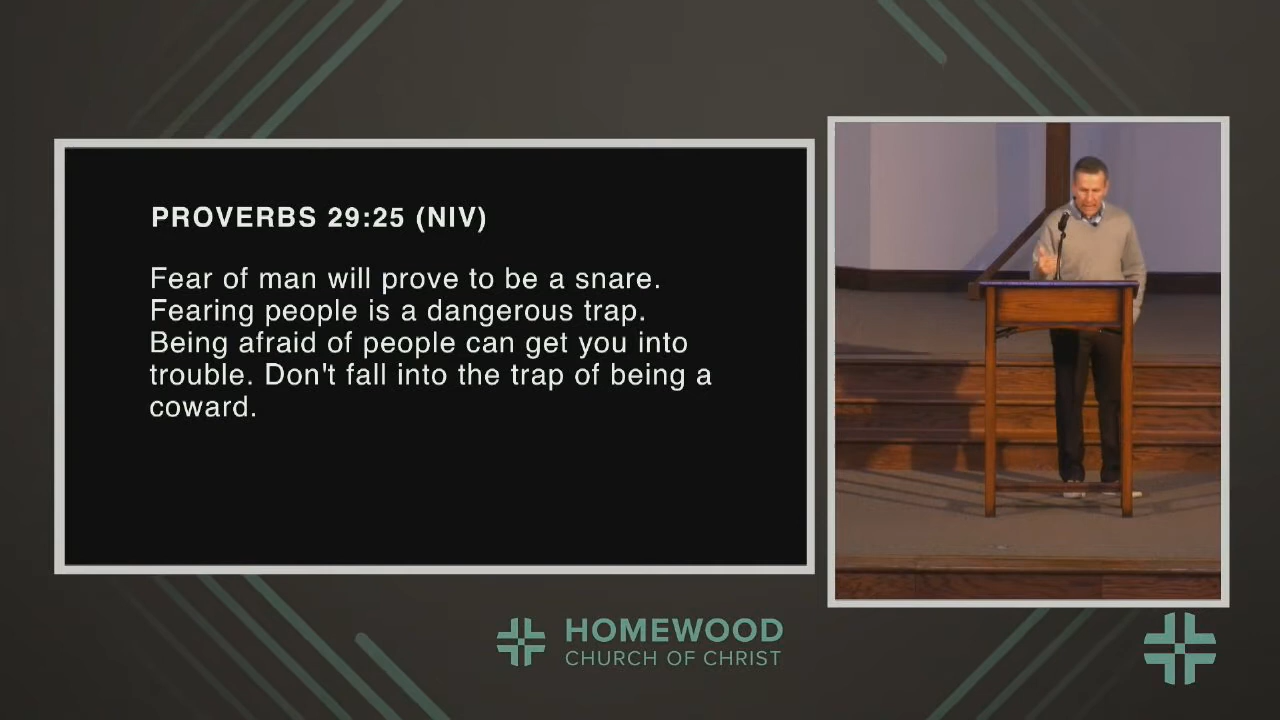 PROVERBS 29:25 (NIV)
Fear of man will prove to be a snare.
Fearing people is a dangerous trap.
Being afraid of people can get you into
trouble. Don't fall into the trap of being a
coward.
HOMEWOOD
CHURCH OF CHRIST